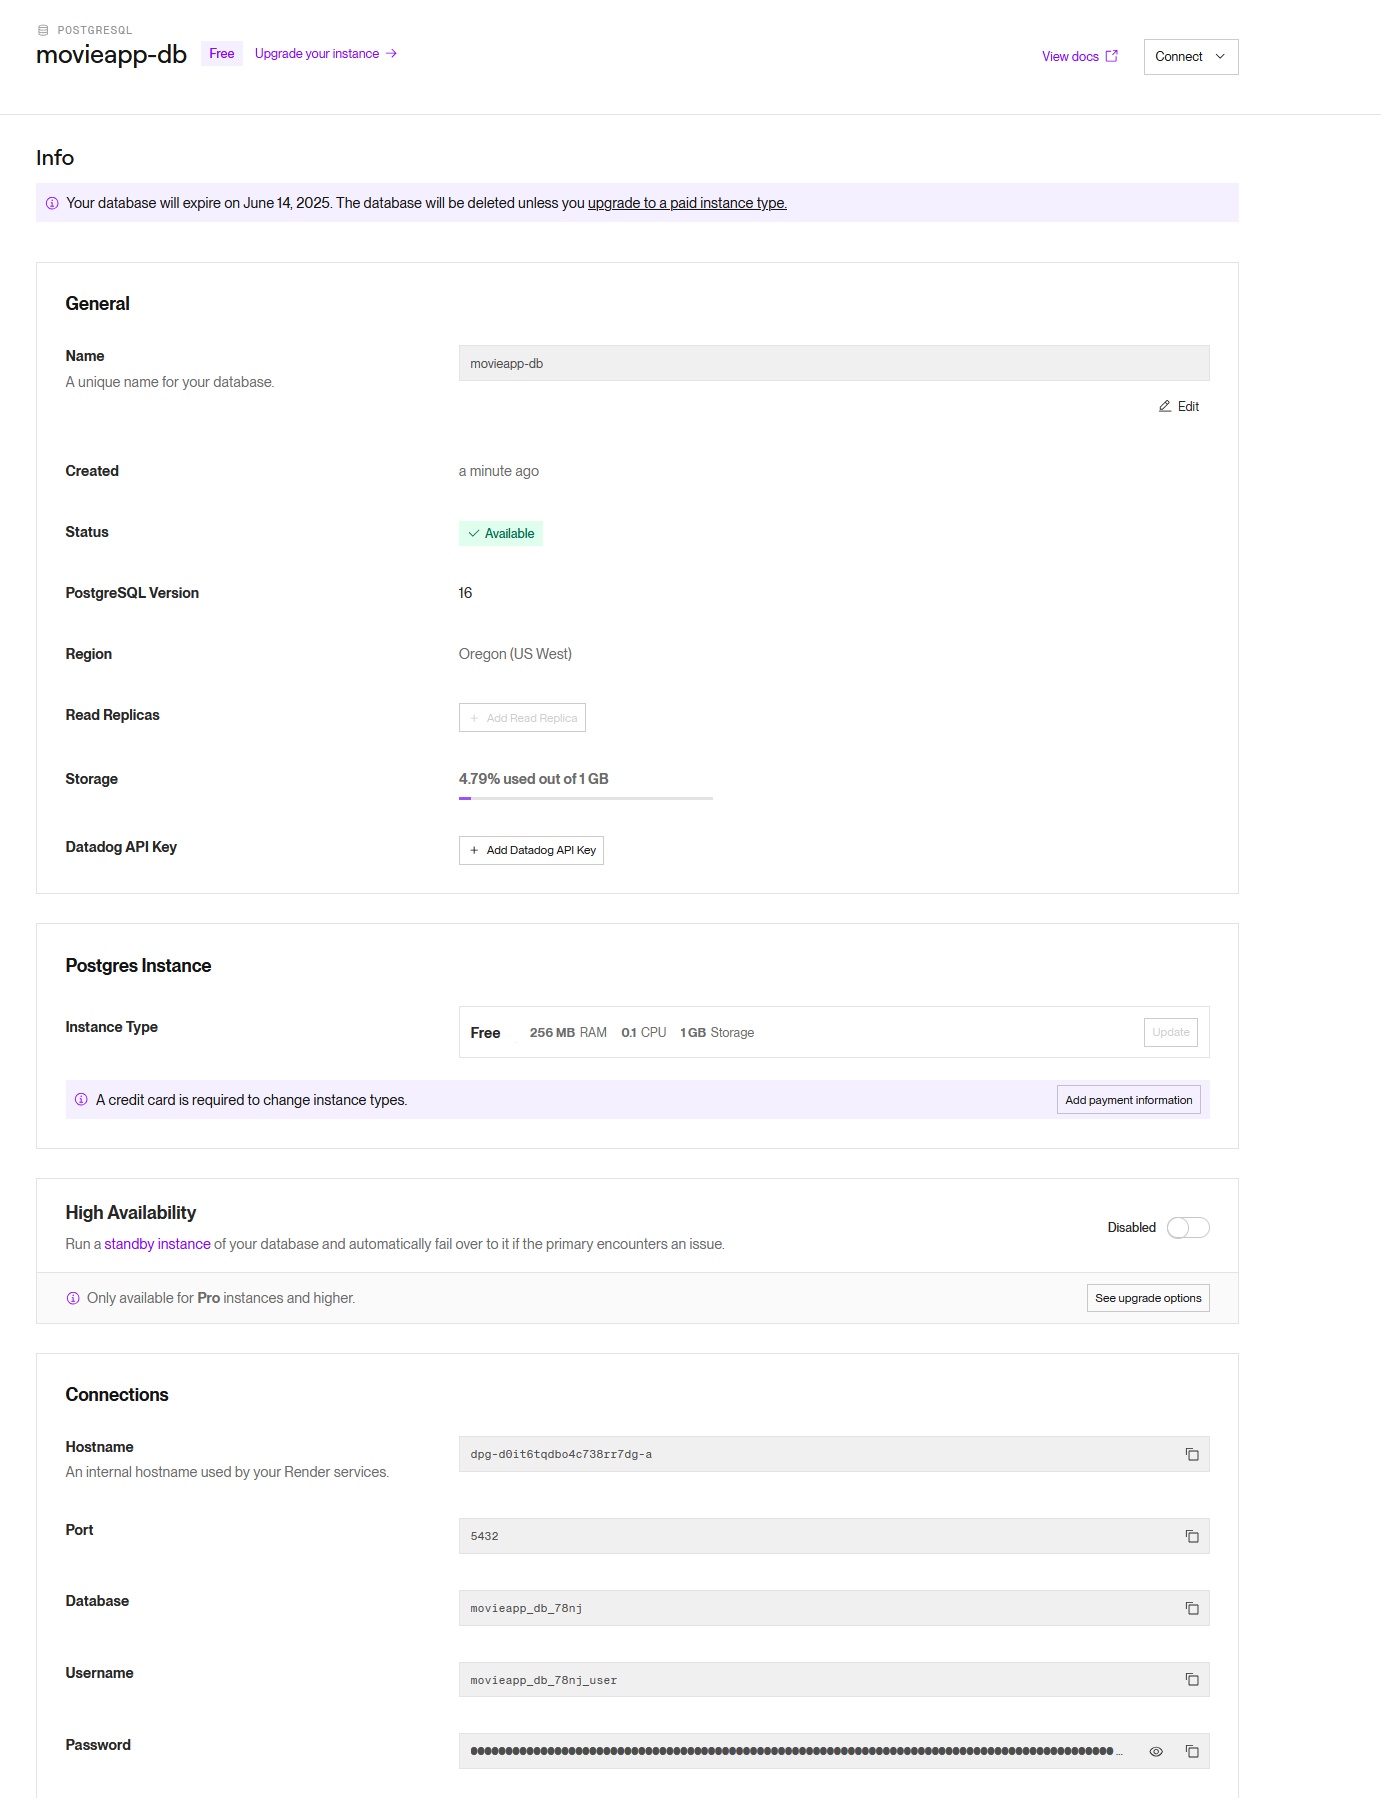 POSTGRESQL
movieapp-db Free Upgrade your instance →
View docs Connect
Info
Your database will expire on June 14, 2025. The database will be deleted unless you upgrade to a paid instance type.
General
Name
A unique name for your database.
movieapp-db
Edit
Created
a minute ago
Status
Available
PostgreSQL Version
16
Region
Oregon (US West)
Read Replicas
+ Add Read Replica
Storage
4.79% used out of 1 GB
Datadog API Key
+ Add Datadog API Key
Postgres Instance
Instance Type
Free 256 MB RAM 0.1 CPU 1 GB Storage
Update
A credit card is required to change instance types.
Add payment information
High Availability
Run a standby instance of your database and automatically fail over to it if the primary encounters an issue.
Disabled
Only available for Pro instances and higher.
See upgrade options
Connections
Hostname
An internal hostname used by your Render services.
dpg-d0it6tqdbo4c738rr7dg-a
Port
5432
Database
movieapp_db_78nj
Username
movieapp_db_78nj_user
Password